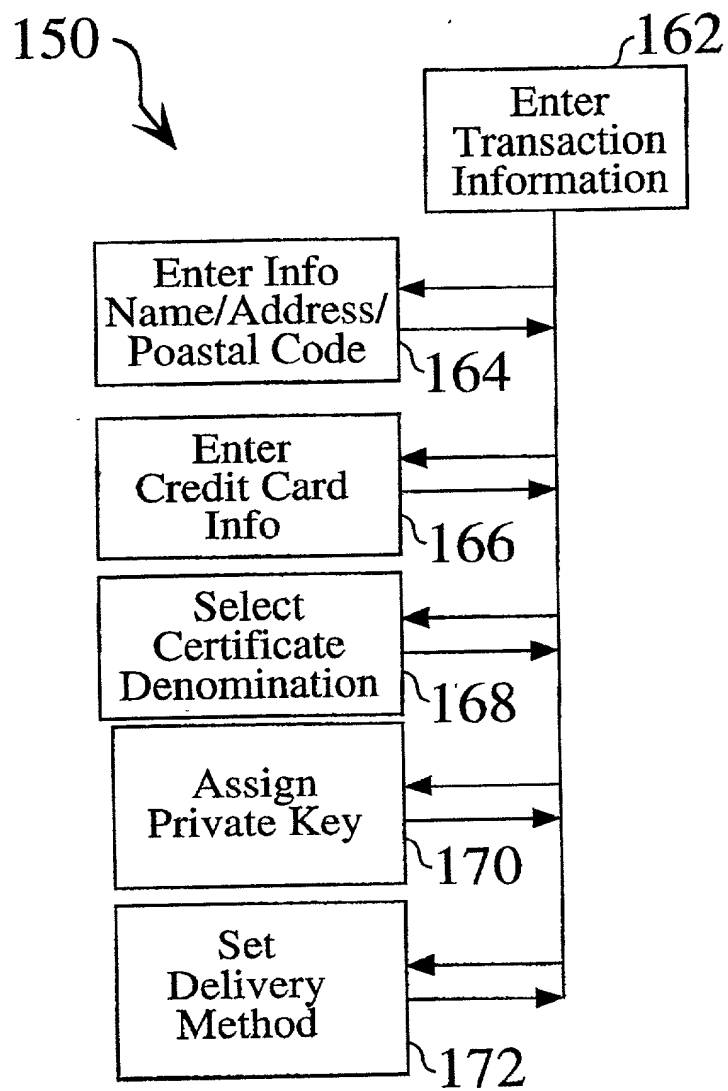 150
162
Enter
Transaction
Information
Enter Info
Name/Address/
Poastal Code
164
Enter
Credit Card
Info
166
Select
Certificate
Denomination
168
Assign
Private Key
170
Set
Delivery
Method
172